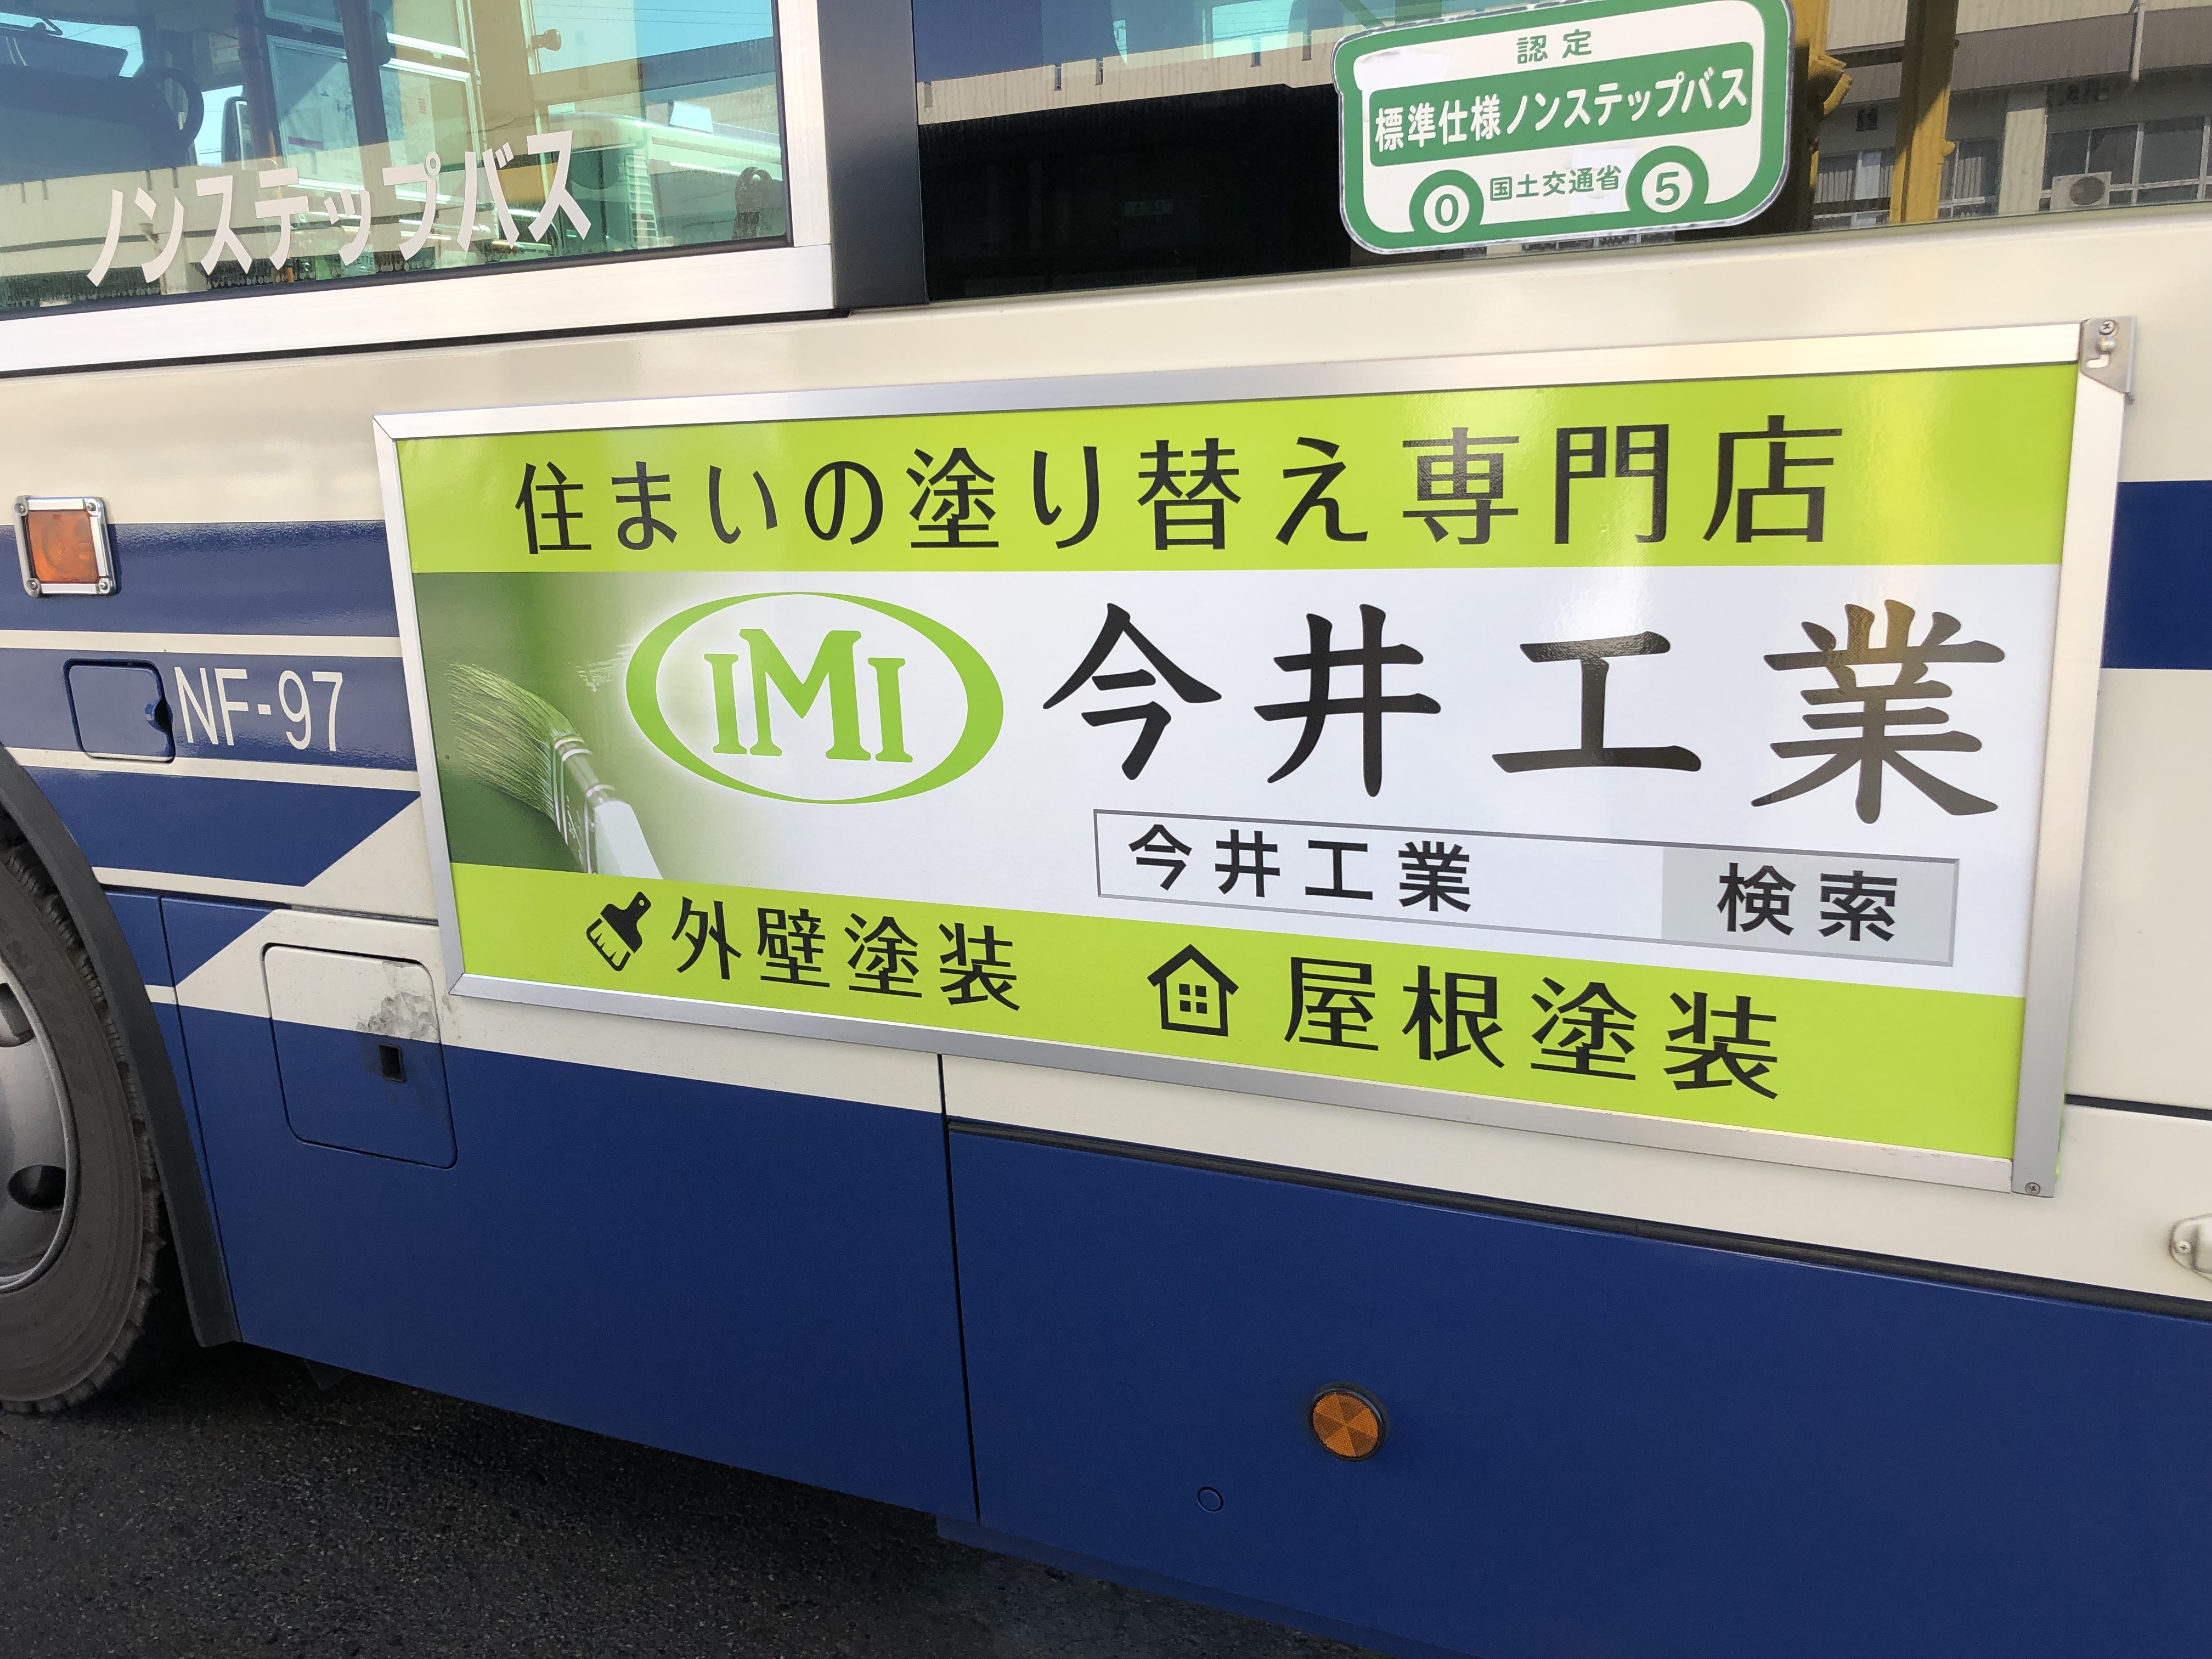 認定
標準仕様ノンステップバス
国土交通省
0 5
ノンステップバス
住まいの塗り替え専門店
IMI 今井工業
NF-97
今井工業 検索
外壁塗装 屋根塗装